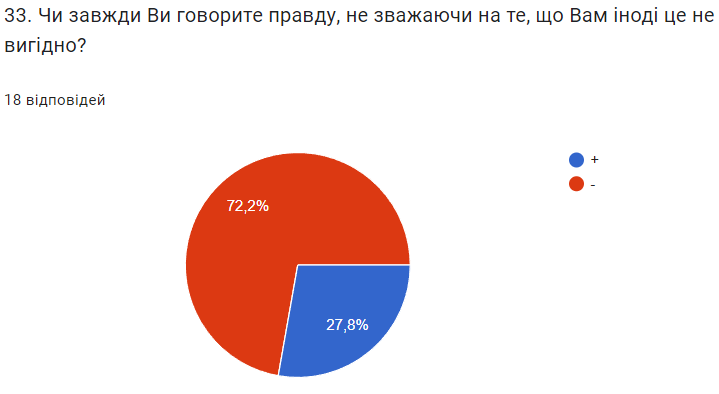 33. Чи завжди Ви говорите правду, не зважаючи на те, що Вам іноді це не
вигідно?
18 відповідей
+
-
72,2%
27,8%